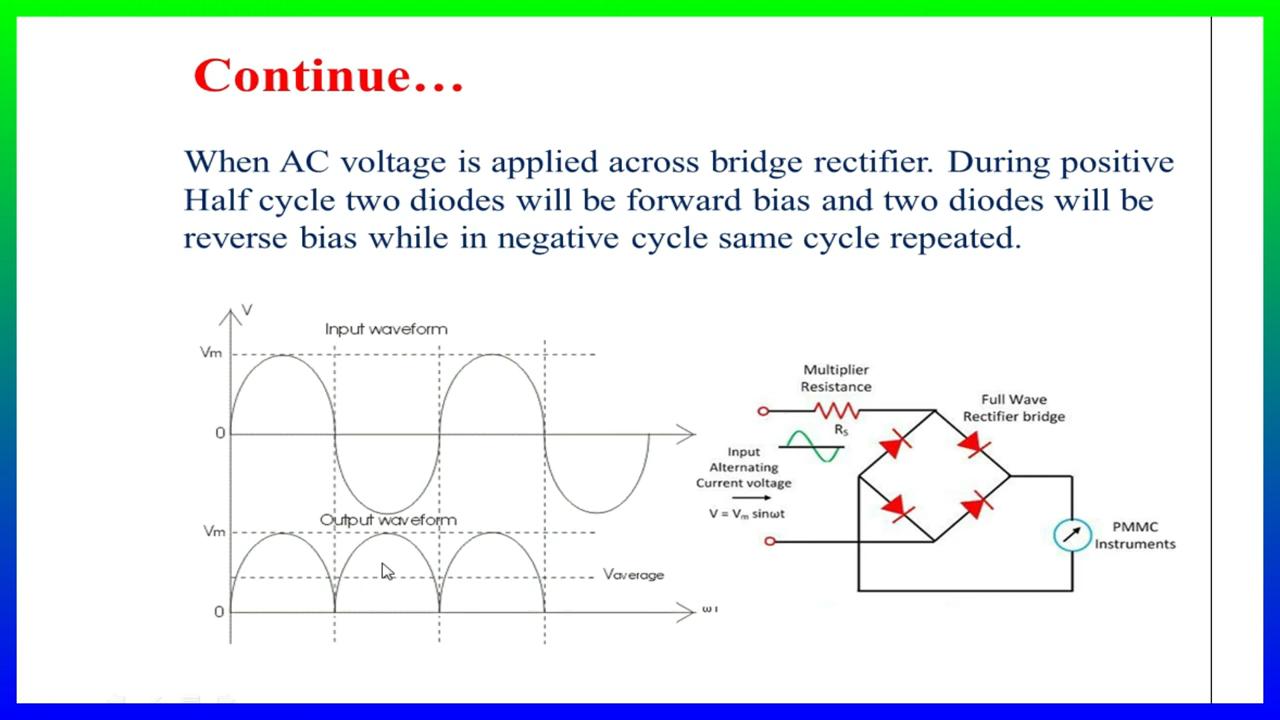 Continue…
When AC voltage is applied across bridge rectifier. During positive
Half cycle two diodes will be forward bias and two diodes will be
reverse bias while in negative cycle same cycle repeated.
V
Input waveform
Vm
0
Output waveform
Vm
Vaverage
0
Multiplier
Resistance
Rs
Full Wave
Rectifier bridge
Input
Alternating
Current voltage
V = Vm sinωt
PMMC
Instruments